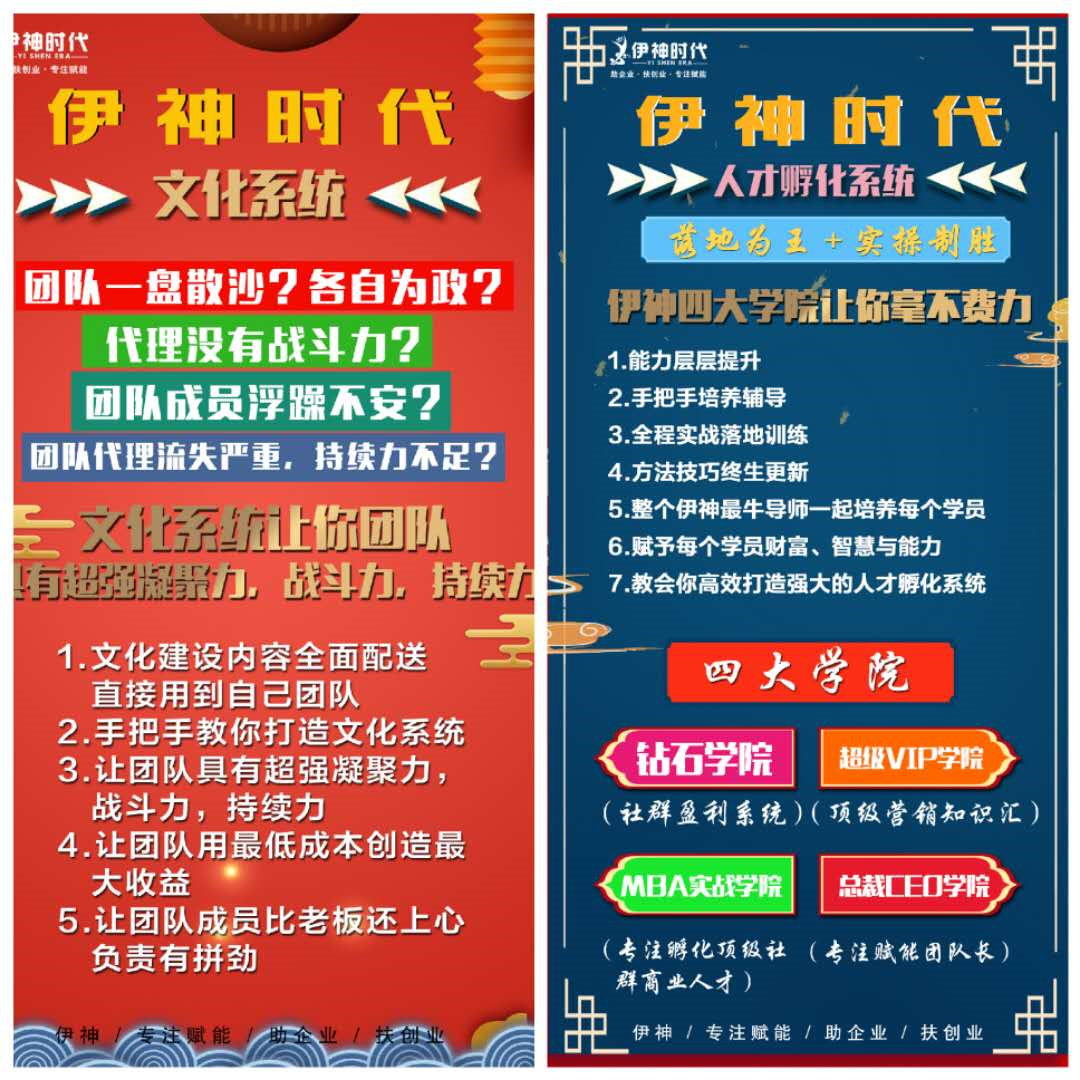 伊神时代
YI SHEN ERA
扶创业·专注赋能
伊神时代
文化系统
团队一盘散沙？各自为政？
代理没有战斗力？
团队成员浮躁不安？
团队代理流失严重，持续力不足？
文化系统让你团队
具有超强凝聚力，战斗力，持续力
1.文化建设内容全面配送
直接用到自己团队
2.手把手教你打造文化系统
3.让团队具有超强凝聚力，
战斗力，持续力
4.让团队用最低成本创造最
大收益
5.让团队成员比老板还上心
负责有拼劲
伊神 / 专注赋能 / 助企业 / 扶创业
伊神时代
YI SHEN ERA
助企业·扶创业·专注赋能
伊神时代
人才孵化系统
落地为王+实操制胜
伊神四大学院让你毫不费力
1.能力层层提升
2.手把手培养辅导
3.全程实战落地训练
4.方法技巧终生更新
5.整个伊神最牛导师一起培养每个学员
6.赋予每个学员财富、智慧与能力
7.教会你高效打造强大的人才孵化系统
四大学院
钻石学院
超级VIP学院
（社群盈利系统）
（顶级营销知识汇）
MBA实战学院
总裁CEO学院
（专注孵化顶级社
群商业人才）
（专注赋能团队长）
伊神 / 专注赋能 / 助企业 / 扶创业